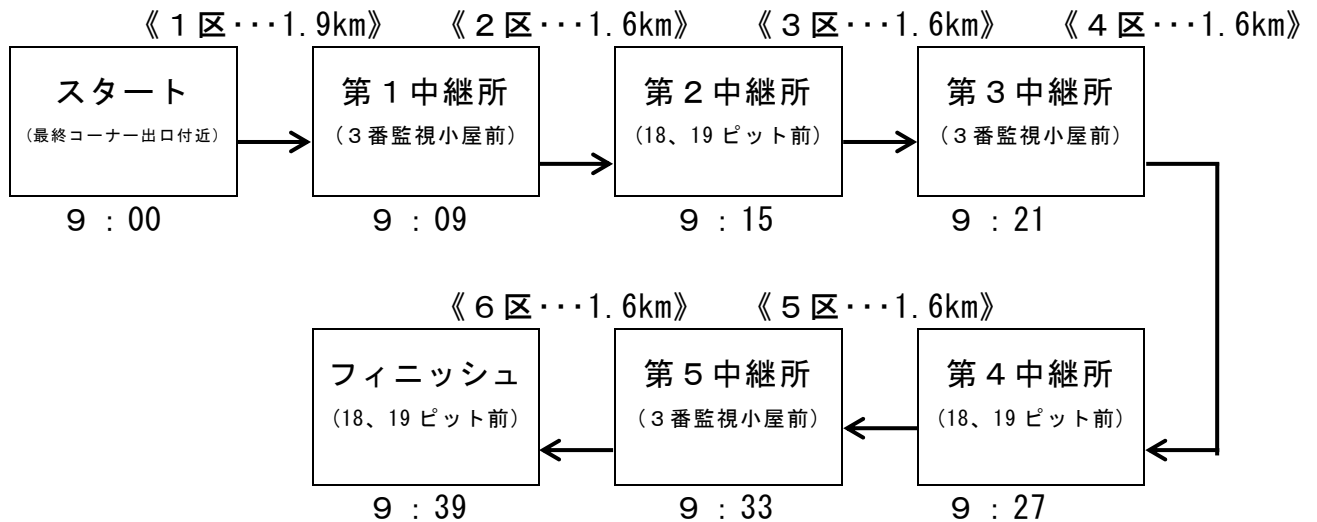 《１区･･･1.9km》 《２区･･･1.6km》 《３区･･･1.6km》 《４区･･･1.6km》
スタート 第１中継所 第２中継所 第３中継所
（最終コーナー出口付近） （３番監視小屋前） （18、19ピット前） （３番監視小屋前）
９：00 ９：09 ９：15 ９：21
《６区･･･1.6km》 《５区･･･1.6km》
フィニッシュ 第５中継所 第４中継所
（18、19ピット前） （３番監視小屋前） （18、19ピット前）
９：39 ９：33 ９：27